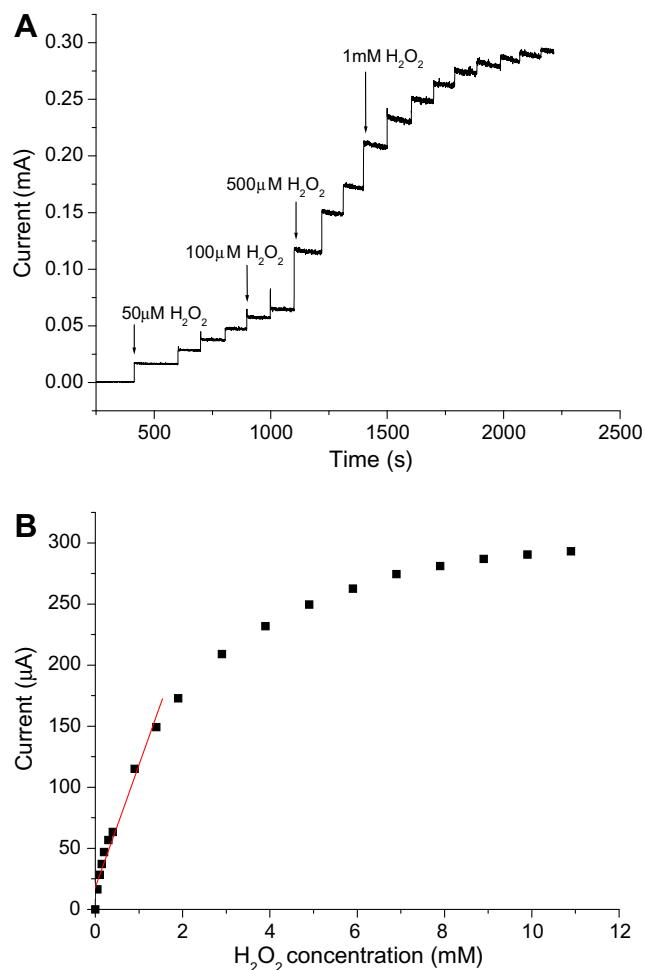 A
0.30
0.25
0.20
0.15
0.10
0.05
0.00
Current (mA)
1mM H₂O₂
500μM H₂O₂
100μM H₂O₂
50μM H₂O₂
500
1000
1500
2000
2500
Time (s)
B
300
250
200
150
100
50
0
Current (μA)
0
2
4
6
8
10
12
H₂O₂ concentration (mM)